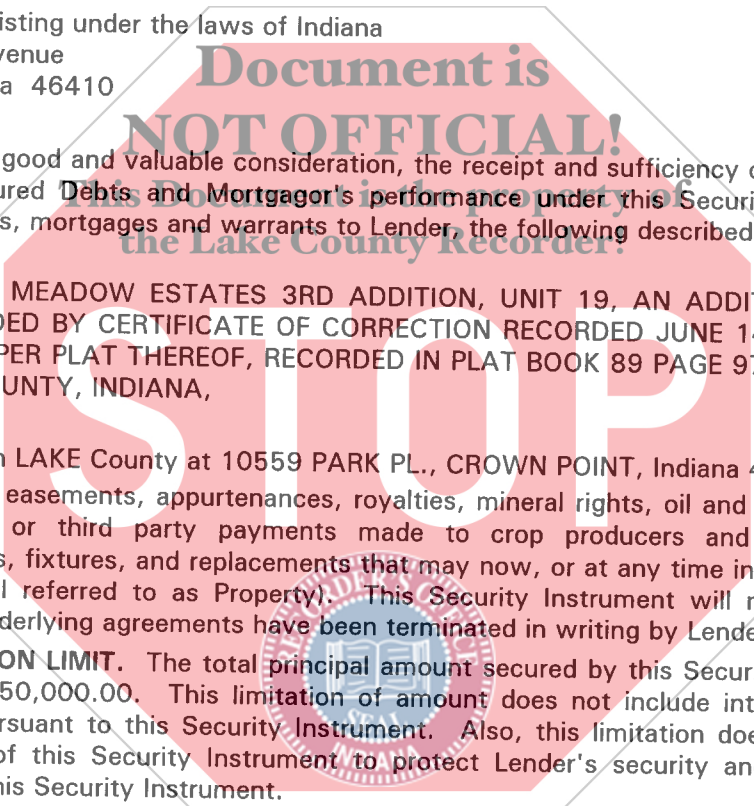 isting under the laws of Indiana
venue
a 46410
Document is
NOT OFFICIAL!
good and valuable consideration, the receipt and sufficiency
ured Debts and Mortgagor's performance under this Securi
This Document is the property of
s, mortgages and warrants to Lender, the following described
the Lake County Recorder!
MEADOW ESTATES 3RD ADDITION, UNIT 19, AN ADDI
DED BY CERTIFICATE OF CORRECTION RECORDED JUNE 1
PER PLAT THEREOF, RECORDED IN PLAT BOOK 89 PAGE 9
UNTY, INDIANA,
STOP
LAKE County at 10559 PARK PL., CROWN POINT, Indiana 4
easements, appurtenances, royalties, mineral rights, oil and
or third party payments made to crop producers and
s, fixtures, and replacements that may now, or at any time in
l referred to as Property). This Security Instrument will
derlying agreements have been terminated in writing by Lende
ON LIMIT. The total principal amount secured by this Secur
50,000.00. This limitation of amount does not include int
rsuant to this Security Instrument. Also, this limitation doe
of this Security Instrument to protect Lender's security an
his Security Instrument.
SEAL
INDIANA